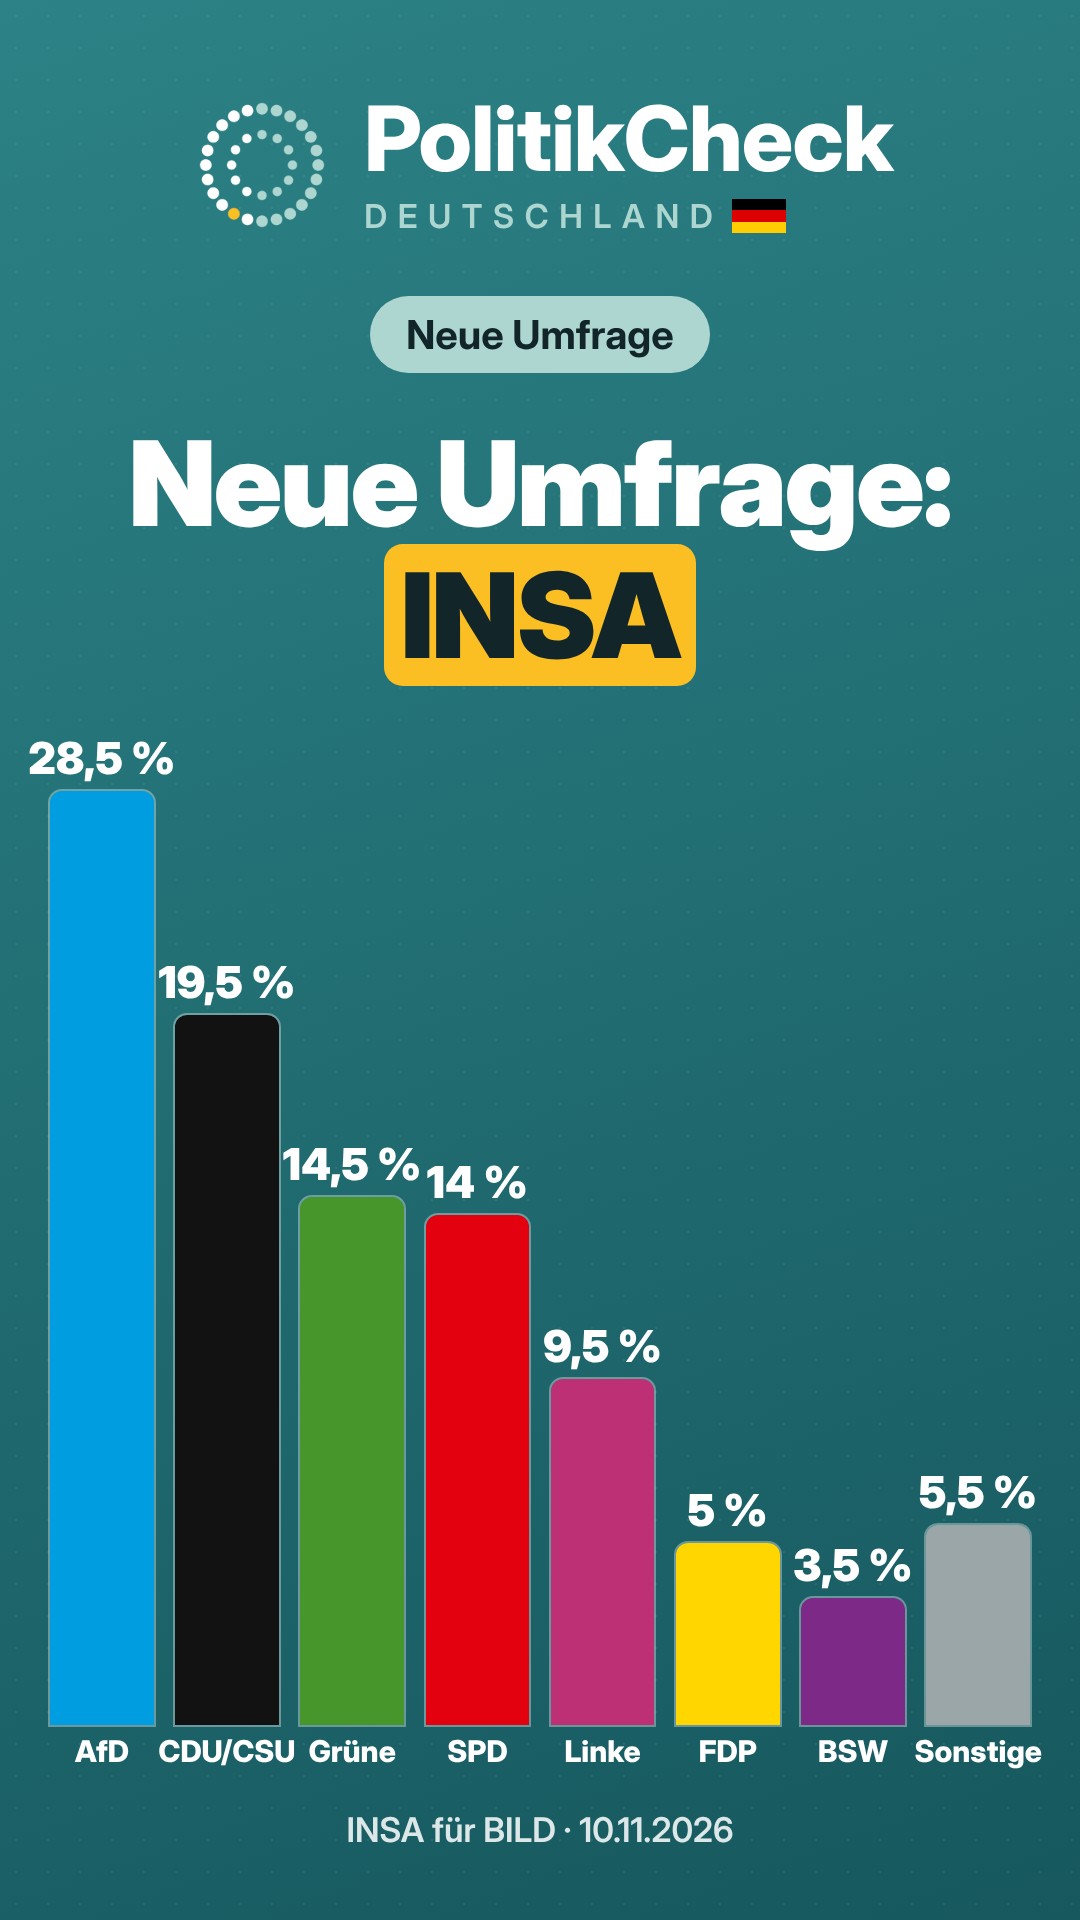 PolitikCheck
DEUTSCHLAND
Neue Umfrage
Neue Umfrage:
INSA
28,5 %
19,5 %
14,5 %
14 %
9,5 %
5 %
3,5 %
5,5 %
AfD
CDU/CSU
Grüne
SPD
Linke
FDP
BSW
Sonstige
INSA für BILD · 10.11.2026